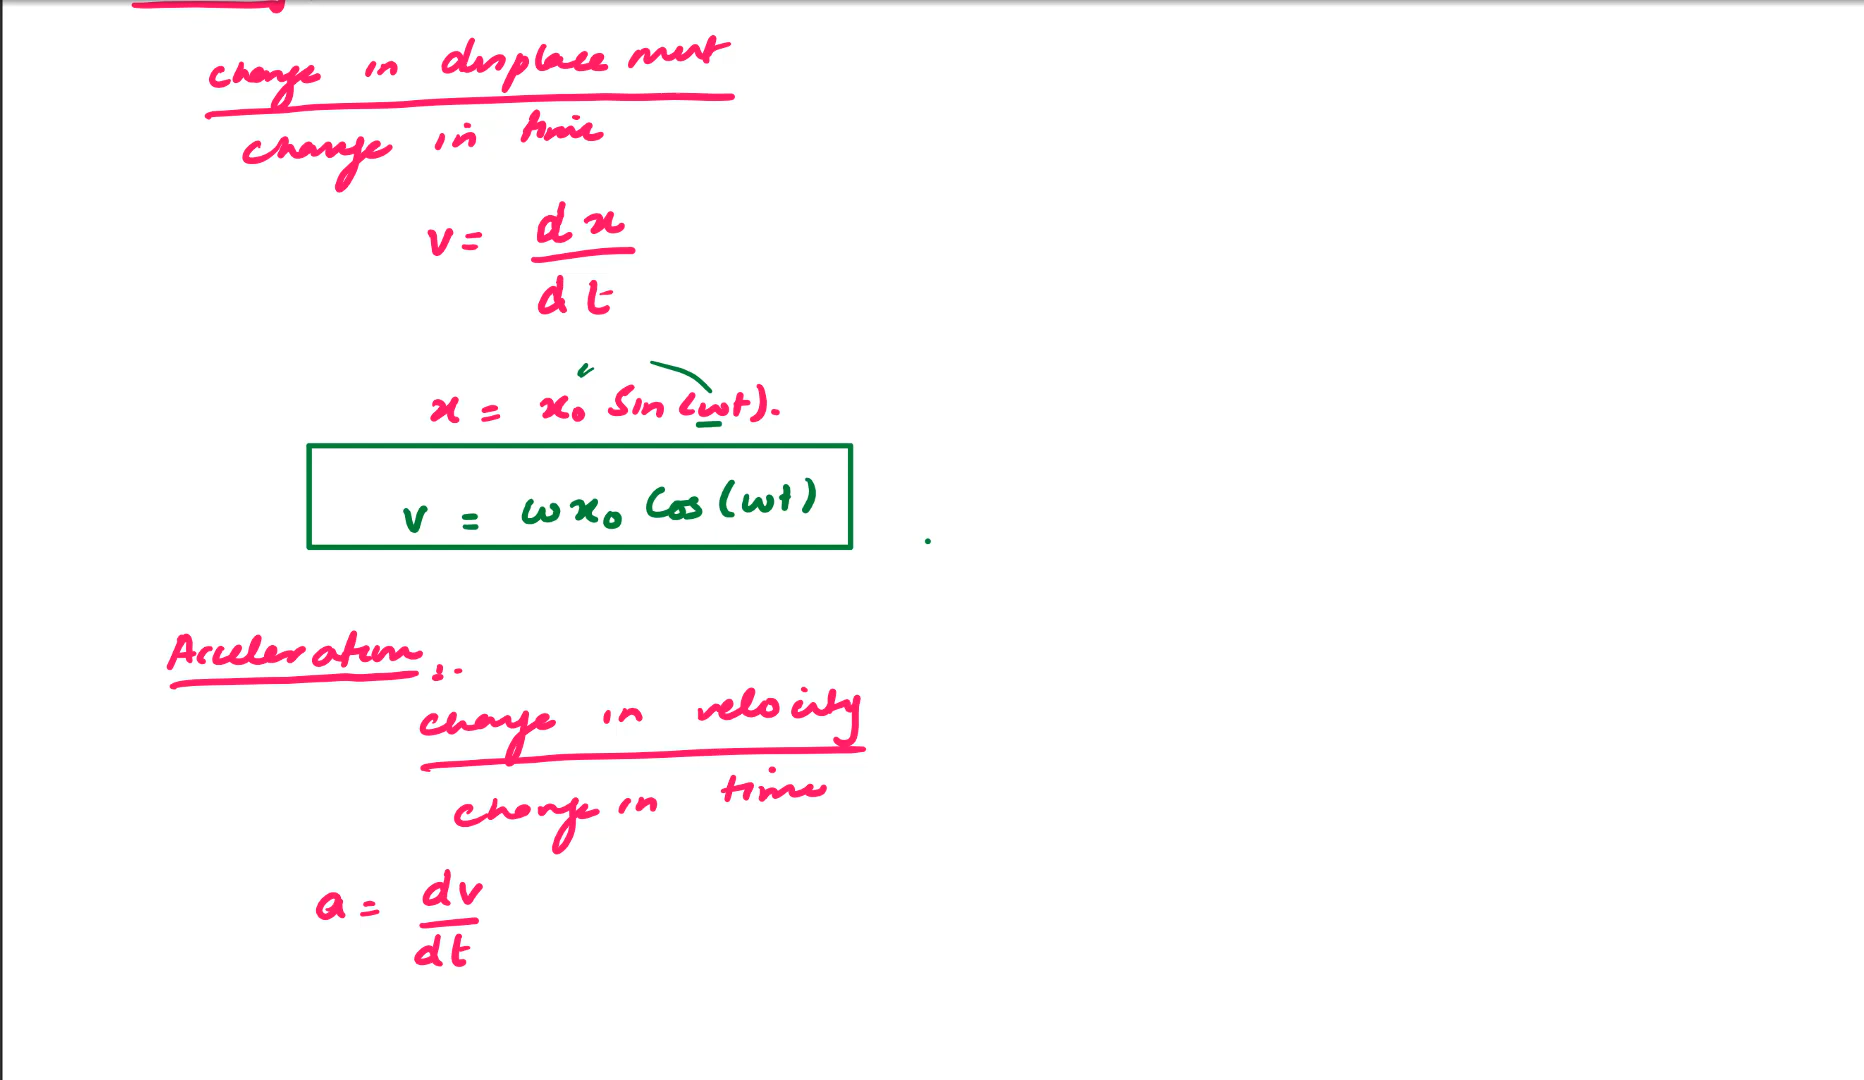 change in displacement
change in time
v = dx
dt
x = x₀ Sin (ωt).
v = ωx₀ Cos (ωt)
Acceleration :-
change in velocity
change in time
a = dv
dt